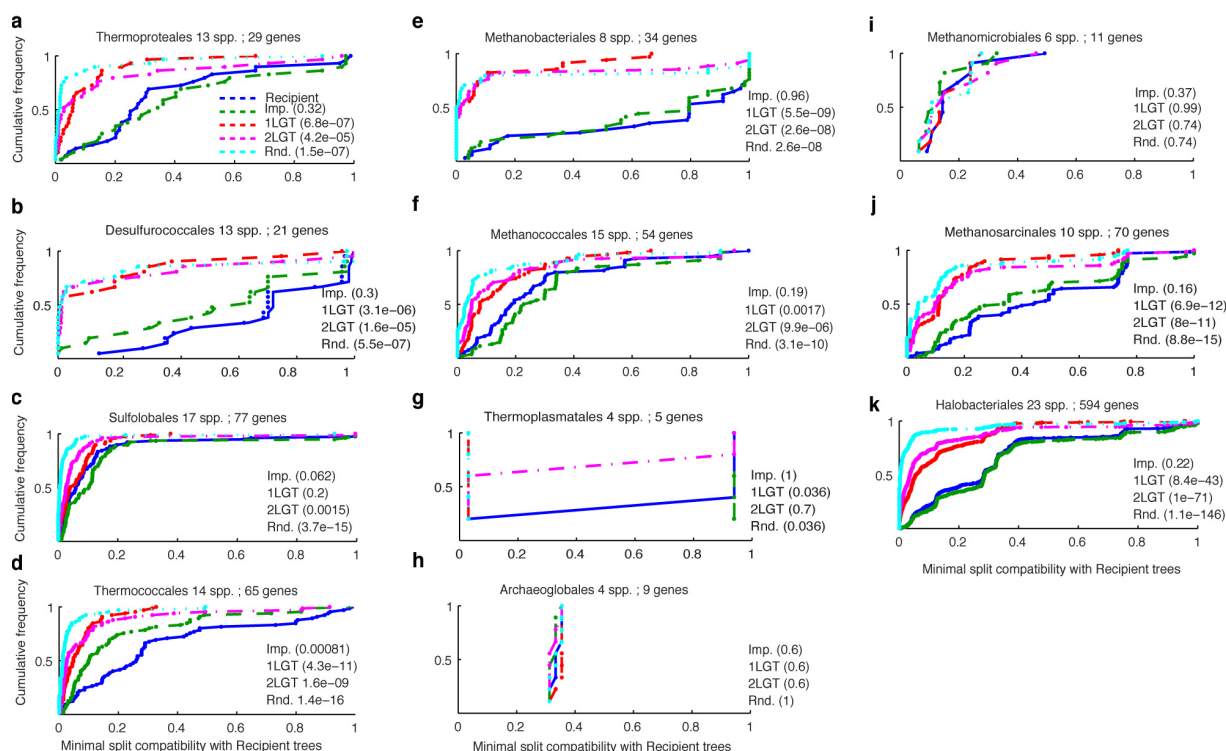 a
Thermoproteales 13 spp. ; 29 genes
Cumulative frequency
1
0.5
Recipient
Imp. (0.32)
1LGT (6.8e−07)
2LGT (4.2e−05)
Rnd. (1.5e−07)
0 0.2 0.4 0.6 0.8 1
b
Desulfurococcales 13 spp. ; 21 genes
1
0.5
Imp. (0.3)
1LGT (3.1e−06)
2LGT (1.6e−05)
Rnd. (5.5e−07)
0 0.2 0.4 0.6 0.8 1
c
Sulfolobales 17 spp. ; 77 genes
1
0.5
Imp. (0.062)
1LGT (0.2)
2LGT (0.0015)
Rnd. (3.7e−15)
0 0.2 0.4 0.6 0.8 1
d
Thermococcales 14 spp. ; 65 genes
Cumulative frequency
1
0.5
Imp. (0.00081)
1LGT (4.3e−11)
2LGT 1.6e−09
Rnd. 1.4e−16
0 0.2 0.4 0.6 0.8 1
Minimal split compatibility with Recipient trees
e
Methanobacteriales 8 spp. ; 34 genes
1
0.5
Imp. (0.96)
1LGT (5.5e−09)
2LGT (2.6e−08)
Rnd. 2.6e−08
0 0.2 0.4 0.6 0.8 1
f
Methanococcales 15 spp. ; 54 genes
1
0.5
Imp. (0.19)
1LGT (0.0017)
2LGT (9.9e−06)
Rnd. (3.1e−10)
0 0.2 0.4 0.6 0.8 1
g
Thermoplasmatales 4 spp. ; 5 genes
1
0.5
Imp. (1)
1LGT (0.036)
2LGT (0.7)
Rnd. (0.036)
0 0.2 0.4 0.6 0.8 1
h
Archaeoglobales 4 spp. ; 9 genes
1
0.5
Imp. (0.6)
1LGT (0.6)
2LGT (0.6)
Rnd. (1)
0 0.2 0.4 0.6 0.8 1
Minimal split compatibility with Recipient trees
i
Methanomicrobiales 6 spp. ; 11 genes
1
0.5
Imp. (0.37)
1LGT (0.99)
2LGT (0.74)
Rnd. (0.74)
0 0.2 0.4 0.6 0.8 1
j
Methanosarcinales 10 spp. ; 70 genes
1
0.5
Imp. (0.16)
1LGT (6.9e−12)
2LGT (8e−11)
Rnd. (8.8e−15)
0 0.2 0.4 0.6 0.8 1
k
Halobacteriales 23 spp. ; 594 genes
1
0.5
Imp. (0.22)
1LGT (8.4e−43)
2LGT (1e−71)
Rnd. (1.1e−146)
0 0.2 0.4 0.6 0.8 1
Minimal split compatibility with Recipient trees